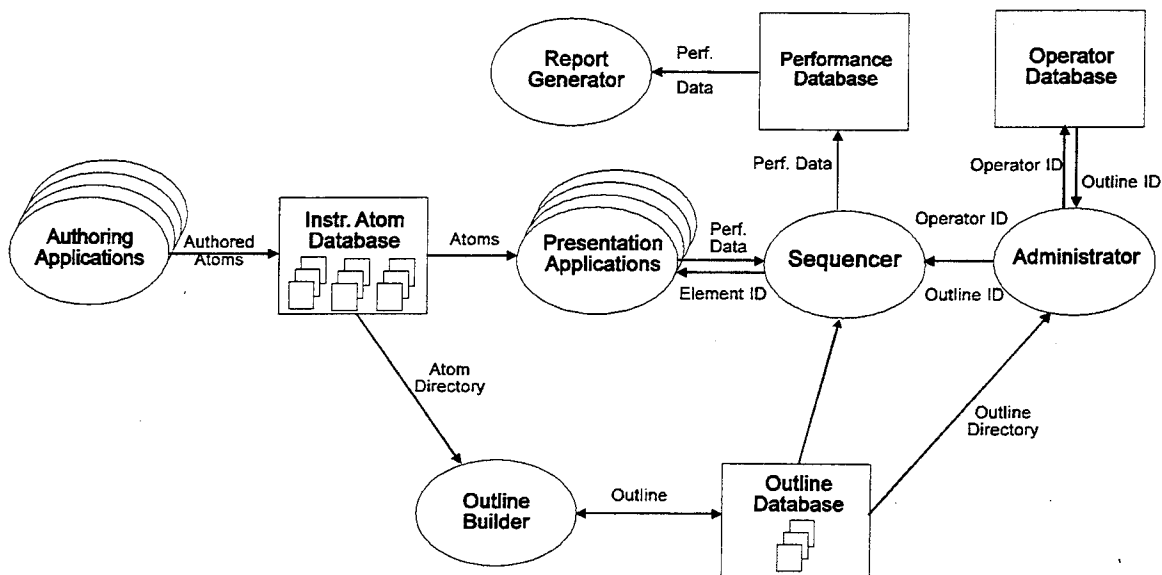 Report
Generator
Perf.
Data
Performance
Database
Operator
Database
Perf. Data
Operator ID
Outline ID
Authoring
Applications
Authored
Atoms
Instr. Atom
Database
Atoms
Presentation
Applications
Perf.
Data
Element ID
Sequencer
Operator ID
Outline ID
Administrator
Atom
Directory
Outline
Directory
Outline
Builder
Outline
Outline
Database